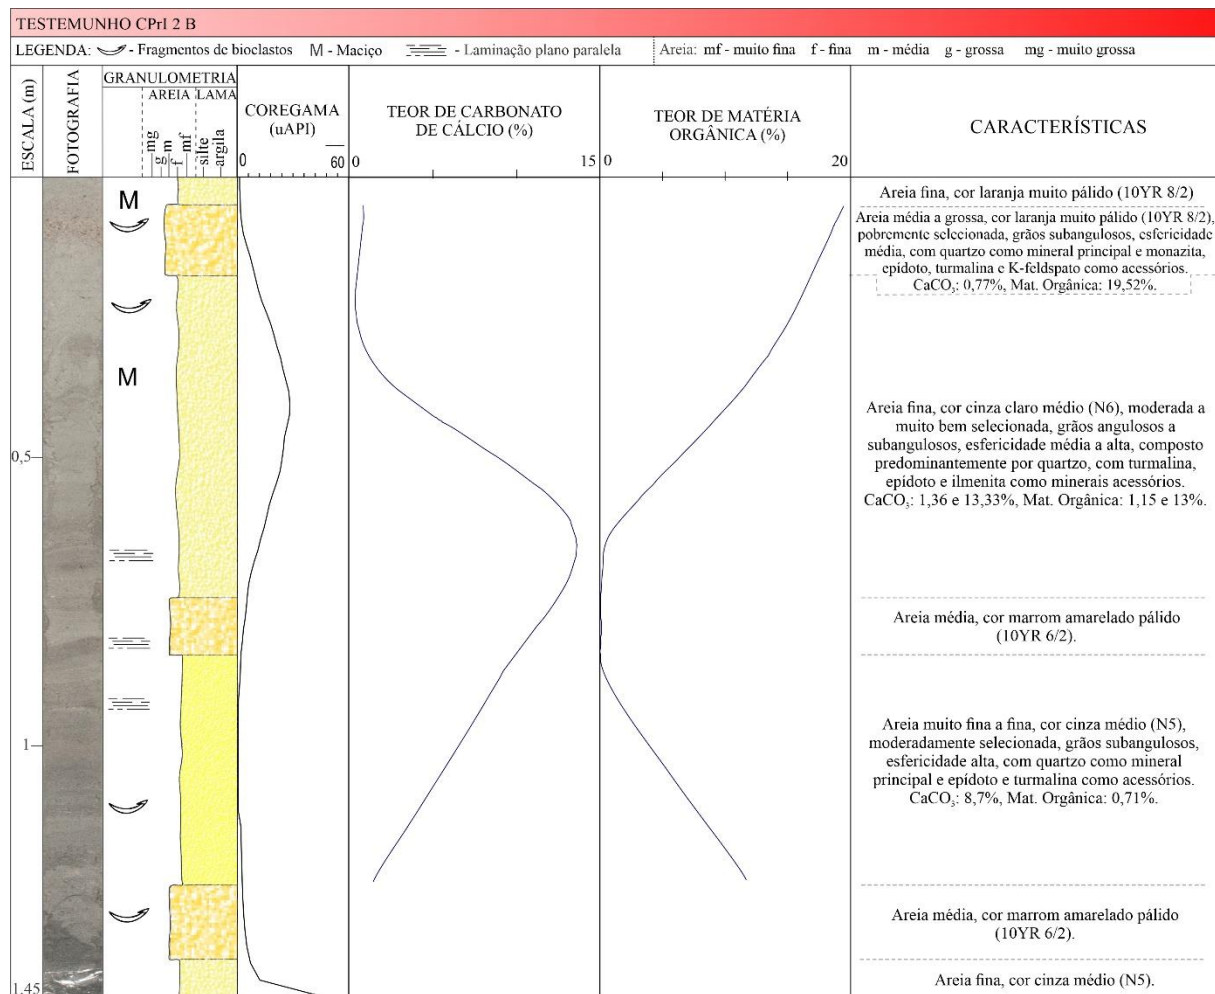 TESTEMUNHO CPrI 2 B
LEGENDA: - Fragmentos de bioclastos M - Maciço - Laminação plano paralela Areia: mf - muito fina f - fina m - média g - grossa mg - muito grossa
ESCALA (m)
FOTOGRAFIA
GRANULOMETRIA
AREIA LAMA
mg
g
m
f
mf
silte
argila
COREGAMA
(uAPI)
0 60
TEOR DE CARBONATO
DE CÁLCIO (%)
0 15
TEOR DE MATÉRIA
ORGÂNICA (%)
0 20
CARACTERÍSTICAS
M
M
0,5
1
1.45
Areia fina, cor laranja muito pálido (10YR 8/2)
Areia média a grossa, cor laranja muito pálido (10YR 8/2),
pobremente selecionada, grãos subangulosos, esfericidade
média, com quartzo como mineral principal e monazita,
epídoto, turmalina e K-feldspato como acessórios.
CaCO₃: 0,77%, Mat. Orgânica: 19,52%.
Areia fina, cor cinza claro médio (N6), moderada a
muito bem selecionada, grãos angulosos a
subangulosos, esfericidade média a alta, composto
predominantemente por quartzo, com turmalina,
epídoto e ilmenita como minerais acessórios.
CaCO₃: 1,36 e 13,33%, Mat. Orgânica: 1,15 e 13%.
Areia média, cor marrom amarelado pálido
(10YR 6/2).
Areia muito fina a fina, cor cinza médio (N5),
moderadamente selecionada, grãos subangulosos,
esfericidade alta, com quartzo como mineral
principal e epídoto e turmalina como acessórios.
CaCO₃: 8,7%, Mat. Orgânica: 0,71%.
Areia média, cor marrom amarelado pálido
(10YR 6/2).
Areia fina, cor cinza médio (N5).